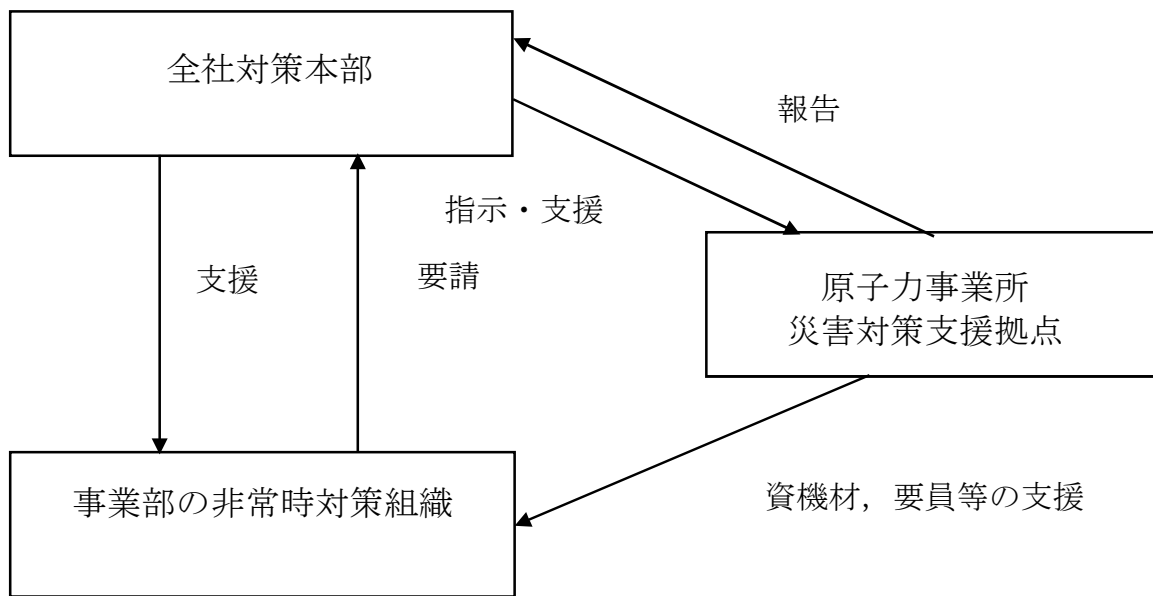 全社対策本部
報告
指示・支援
支援
要請
原子力事業所
災害対策支援拠点
事業部の非常時対策組織
資機材，要員等の支援